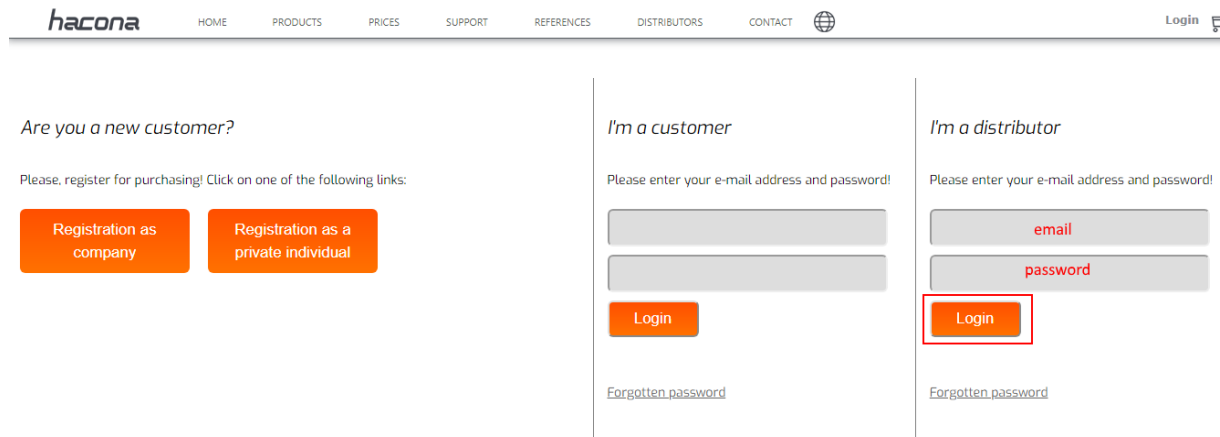 hacona HOME PRODUCTS PRICES SUPPORT REFERENCES DISTRIBUTORS CONTACT Login
Are you a new customer?
Please, register for purchasing! Click on one of the following links:
Registration as
company
Registration as a
private individual
I'm a customer
Please enter your e-mail address and password!
Login
Forgotten password
I'm a distributor
Please enter your e-mail address and password!
email
password
Login
Forgotten password